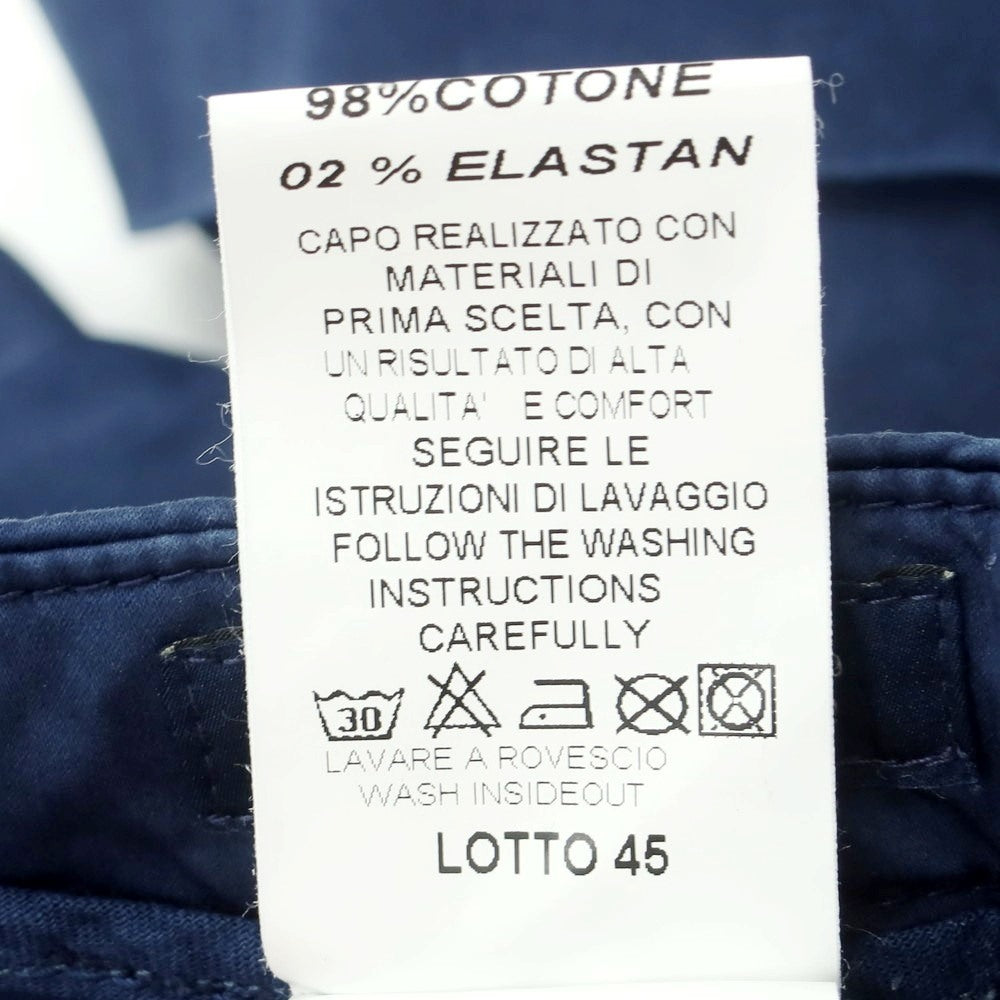 98%COTONE
02 % ELASTAN
CAPO REALIZZATO CON
MATERIALI DI
PRIMA SCELTA, CON
UN RISULTATO DI ALTA
QUALITA' E COMFORT
SEGUIRE LE
ISTRUZIONI DI LAVAGGIO
FOLLOW THE WASHING
INSTRUCTIONS
CAREFULLY
30
LAVARE A ROVESCIO
WASH INSIDEOUT
LOTTO 45